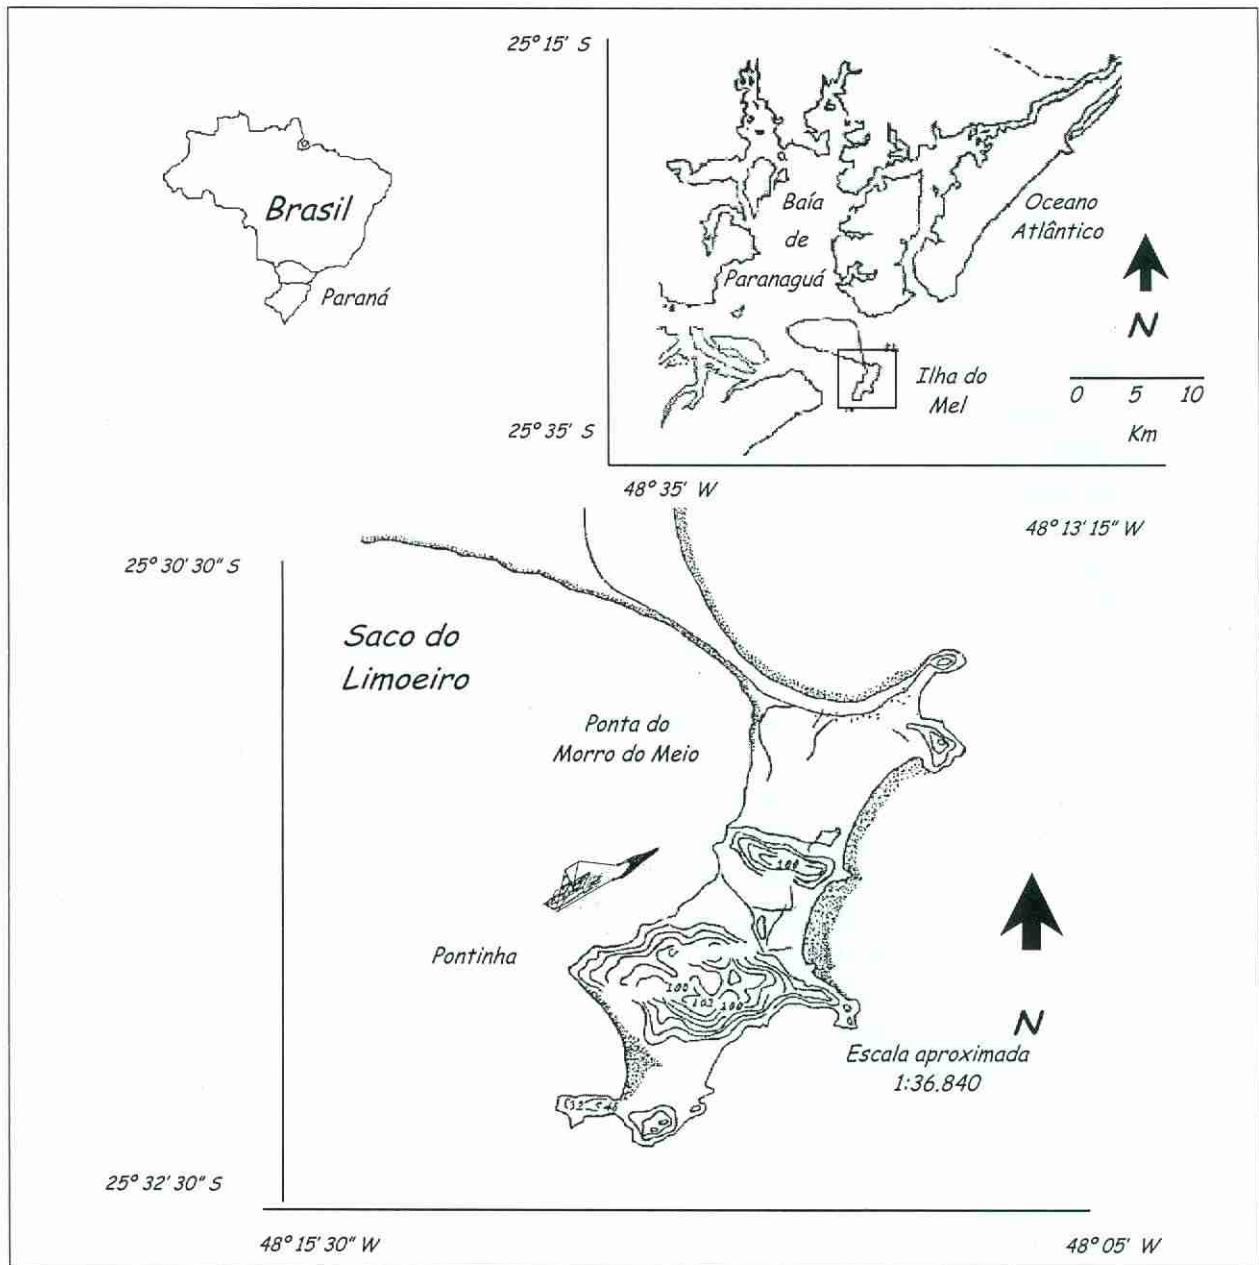 25° 15' S
Brasil
Paraná
Baía
de
Paranaguá
Oceano
Atlântico
N
Ilha do
Mel
0 5 10
Km
25° 35' S
48° 35' W
48° 13' 15" W
25° 30' 30" S
Saco do
Limoeiro
Ponta do
Morro do Meio
100
Pontinha
100
103
100
N
Escala aproximada
1:36.840
25° 32' 30" S
48° 15' 30" W
48° 05' W